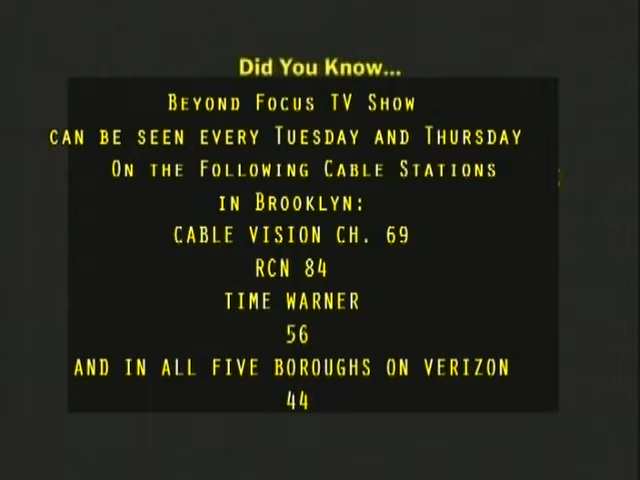 Did You Know...
Beyond Focus TV Show
can be seen every Tuesday and Thursday
On the Following Cable Stations
in Brooklyn:
CABLE VISION CH. 69
RCN 84
TIME WARNER
56
AND IN ALL FIVE BOROUGHS ON VERIZON
44